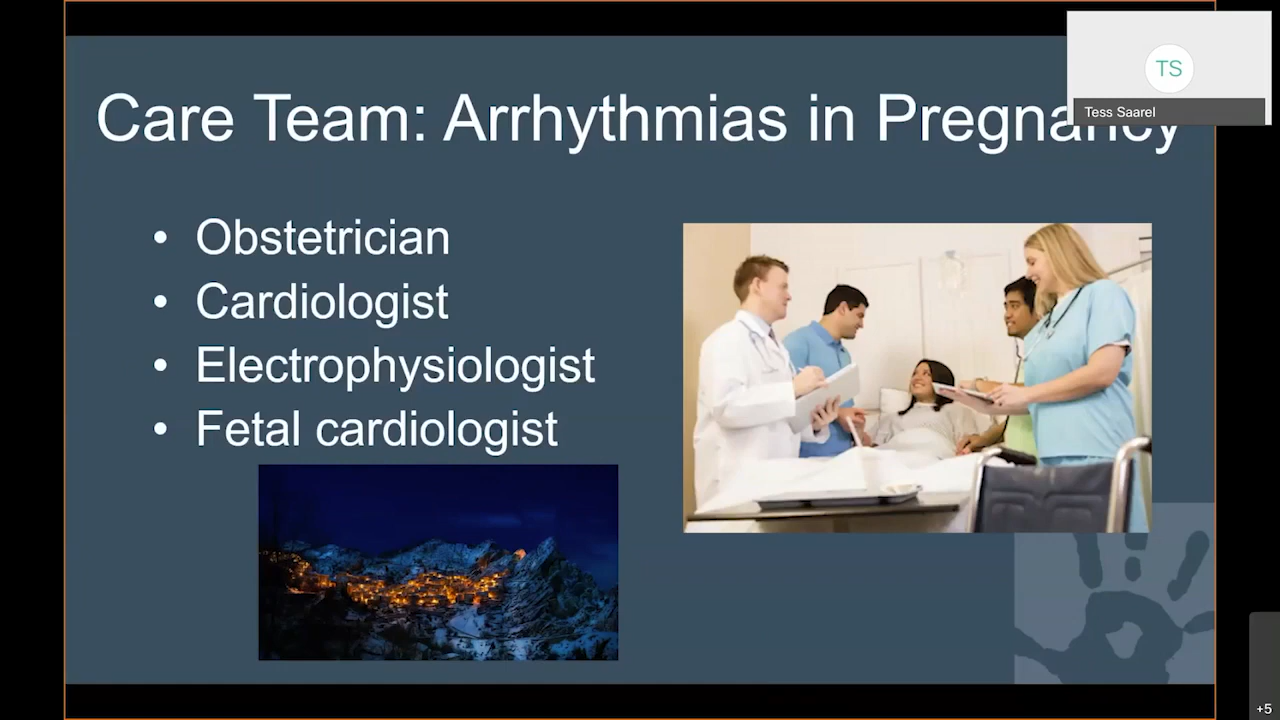 TS
Tess Saarel
Care Team: Arrhythmias in Pregnancy
• Obstetrician
• Cardiologist
• Electrophysiologist
• Fetal cardiologist
+5